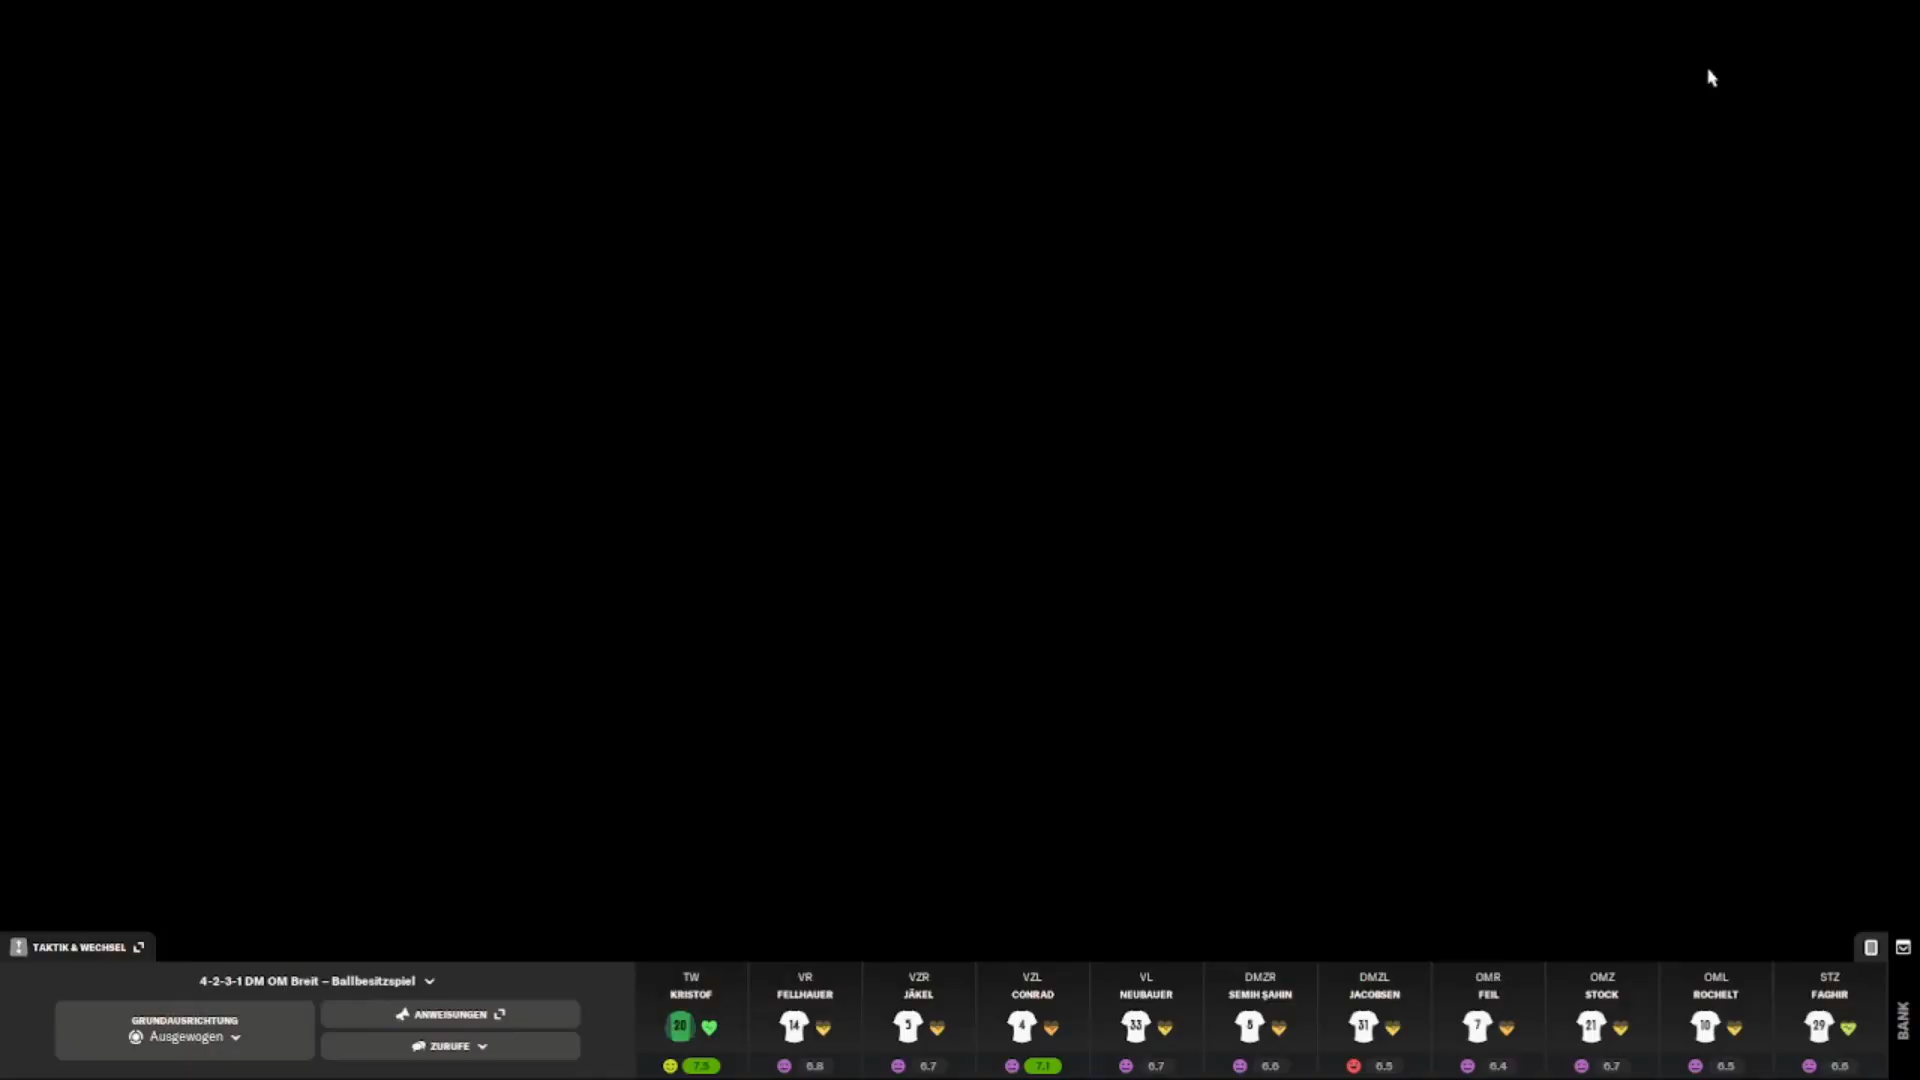 TAKTIK & WECHSEL
4-2-3-1 DM OM Breit – Ballbesitzspiel
GRUNDAUSRICHTUNG
Ausgewogen
ANWEISUNGEN
ZURUFE
TW VR VZR VZL VL DMZR DMZL OMR OMZ OML STZ
KRISTOF FELLHAUER JÄKEL CONRAD NEUBAUER SEMIH ŞAHIN JACOBSEN FEIL STOCK ROCHELT FAGHIR
20 14 4 33 31 7 21 10 29
7.5 6.8 6.7 7.1 6.7 6.6 6.5 6.4 6.7 6.5 6.6
BANK